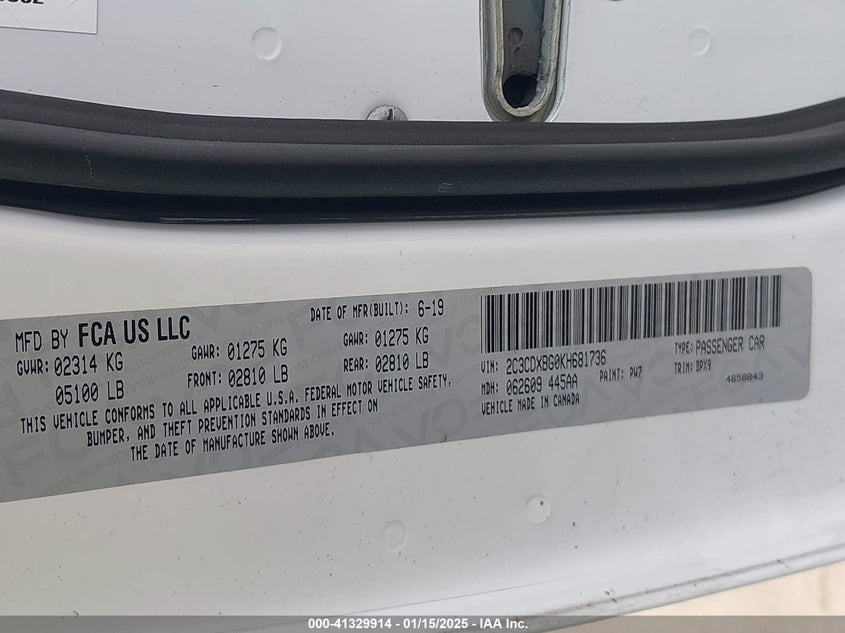 MFD BY FCA US LLC
DATE OF MFR(BUILT): 6-19
GVWR: 02314 KG
GAWR: 01275 KG
GAWR: 01275 KG
05100 LB
FRONT: 02810 LB
REAR: 02810 LB
THIS VEHICLE CONFORMS TO ALL APPLICABLE U.S.A. FEDERAL MOTOR VEHICLE SAFETY,
BUMPER, AND THEFT PREVENTION STANDARDS IN EFFECT ON
THE DATE OF MANUFACTURE SHOWN ABOVE.
VIN: 2C3CDXBG0KH681736
TYPE: PASSENGER CAR
MDH: 062609 445AA
PAINT: PW7
TRIM: BPX9
VEHICLE MADE IN CANADA
4658843
000-41329914 - 01/15/2025 - IAA Inc.